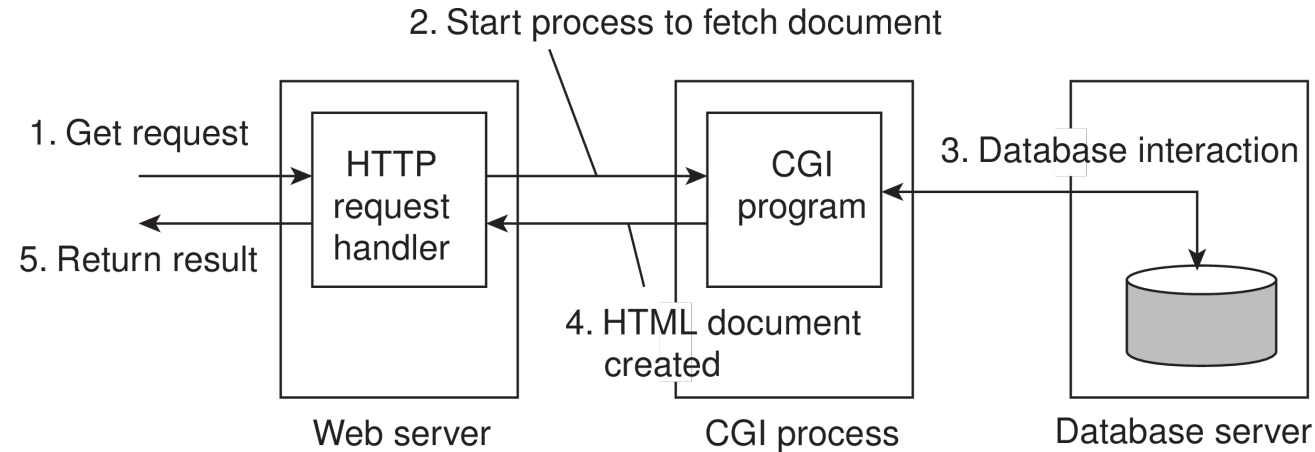 2. Start process to fetch document
1. Get request
HTTP
request
handler
CGI
program
3. Database interaction
5. Return result
4. HTML document
created
Web server
CGI process
Database server